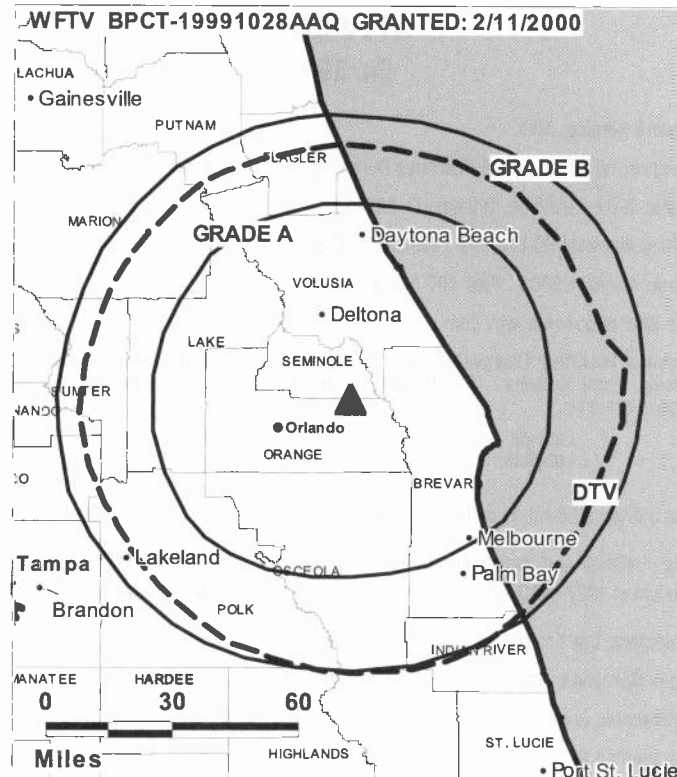 WFTV BPCT-19991028AAQ GRANTED: 2/11/2000
LACHUA
Gainesville
PUTNAM
FLAGLER
GRADE B
MARION
GRADE A
Daytona Beach
VOLUSIA
Deltona
LAKE
SEMINOLE
SUMTER
NANDO
Orlando
ORANGE
BREVAR
DTV
CO
Melbourne
Lakeland
Tampa
OSCEOLA
Palm Bay
Brandon
POLK
INDIAN RIVER
MANATEE
HARDEE
0 30 60
Miles
HIGHLANDS
ST. LUCIE
Port St. Lucie